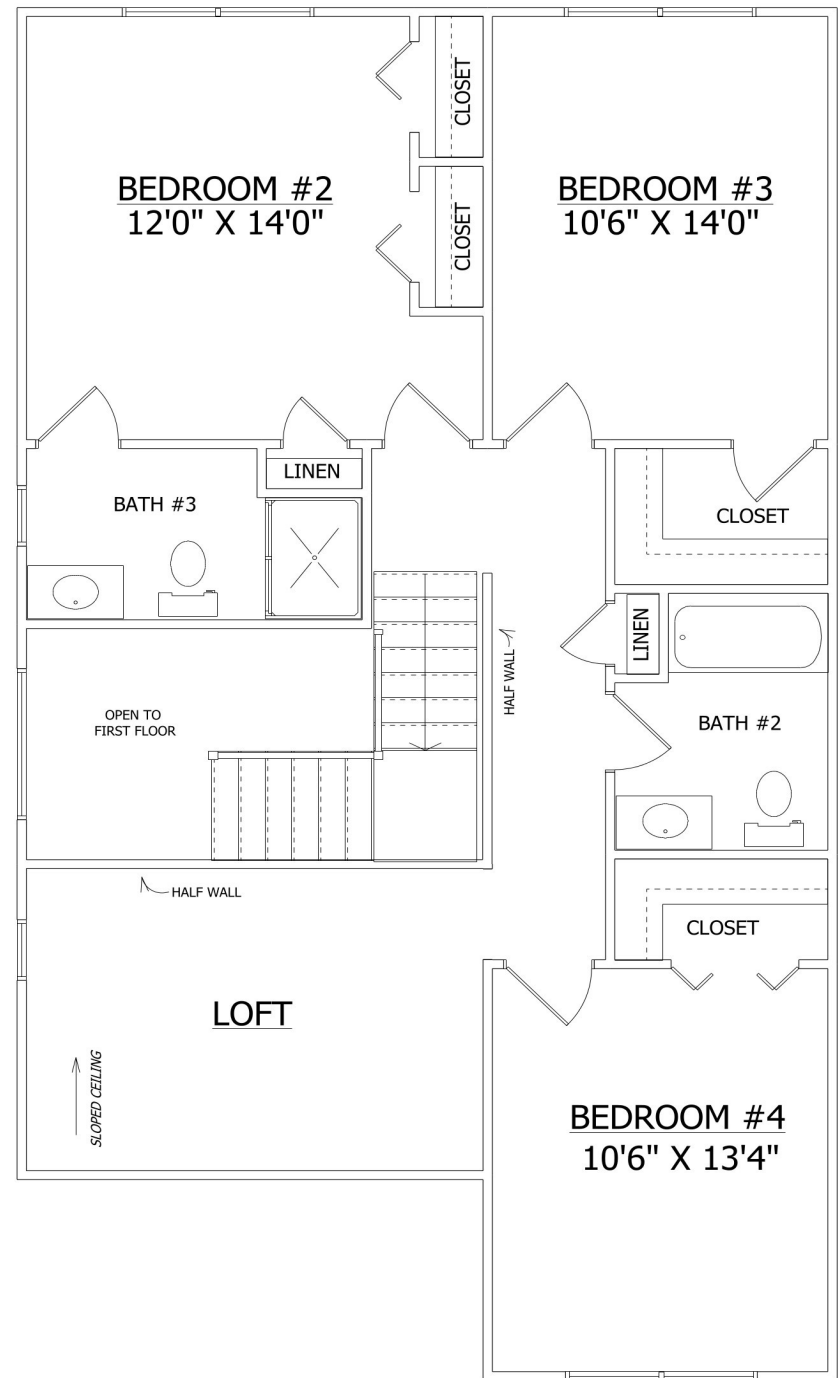 CLOSET
BEDROOM #2
12'0" X 14'0"
BEDROOM #3
10'6" X 14'0"
CLOSET
LINEN
BATH #3
CLOSET
LINEN
HALF WALL
OPEN TO
FIRST FLOOR
BATH #2
HALF WALL
CLOSET
LOFT
SLOPED CEILING
BEDROOM #4
10'6" X 13'4"